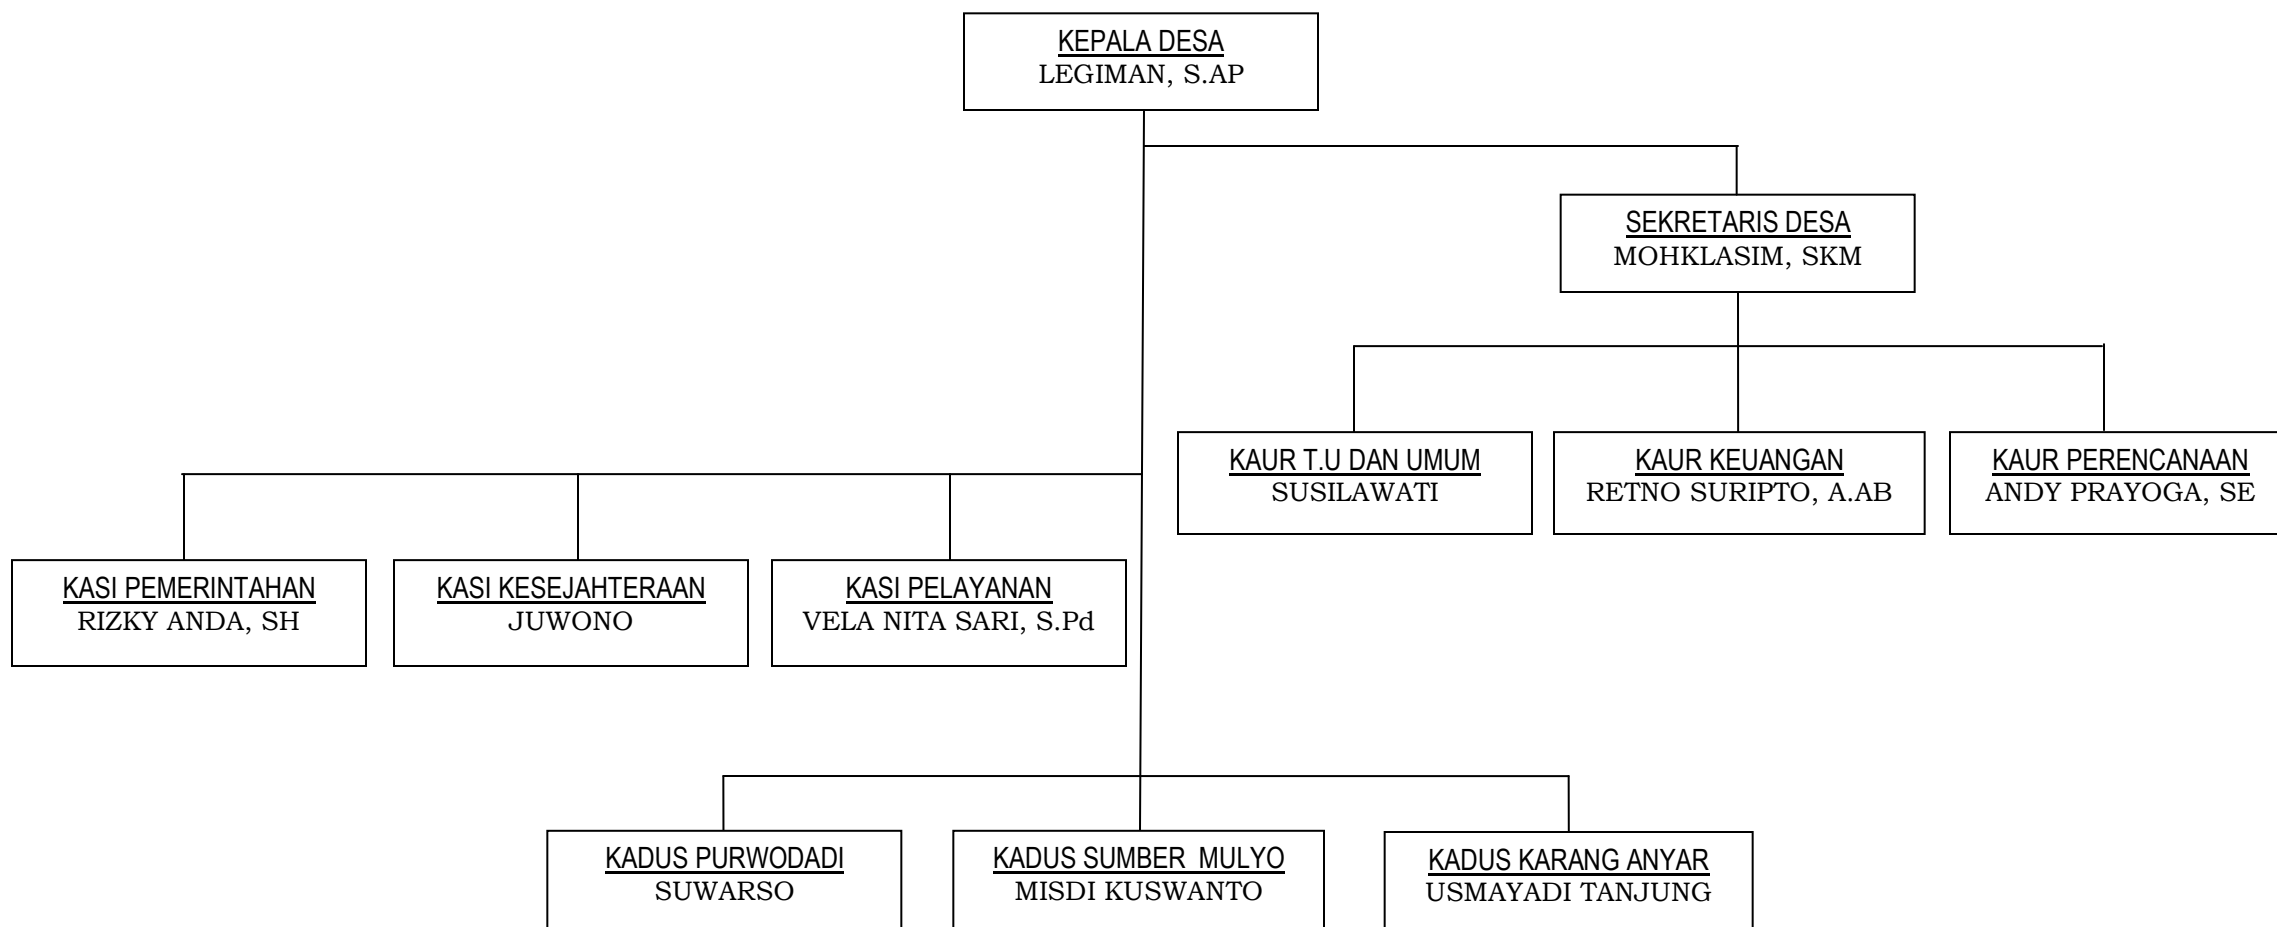 KEPALA DESA
LEGIMAN, S.AP
SEKRETARIS DESA
MOHKLASIM, SKM
KAUR T.U DAN UMUM
SUSILAWATI
KAUR KEUANGAN
RETNO SURIPTO, A.AB
KAUR PERENCANAAN
ANDY PRAYOGA, SE
KASI PEMERINTAHAN
RIZKY ANDA, SH
KASI KESEJAHTERAAN
JUWONO
KASI PELAYANAN
VELA NITA SARI, S.Pd
KADUS PURWODADI
SUWARSO
KADUS SUMBER  MULYO
MISDI KUSWANTO
KADUS KARANG ANYAR
USMAYADI TANJUNG